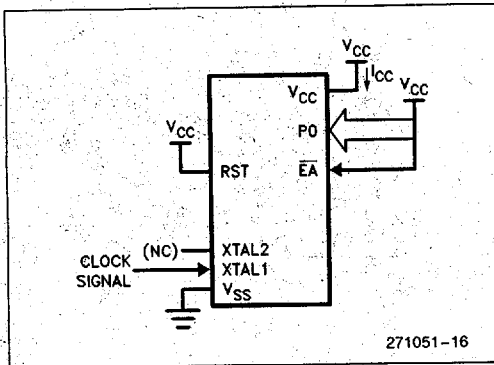 VCC
ICC
VCC
VCC
P0
VCC
RST
EA
(NC)
XTAL2
CLOCK
SIGNAL
XTAL1
VSS
271051-16